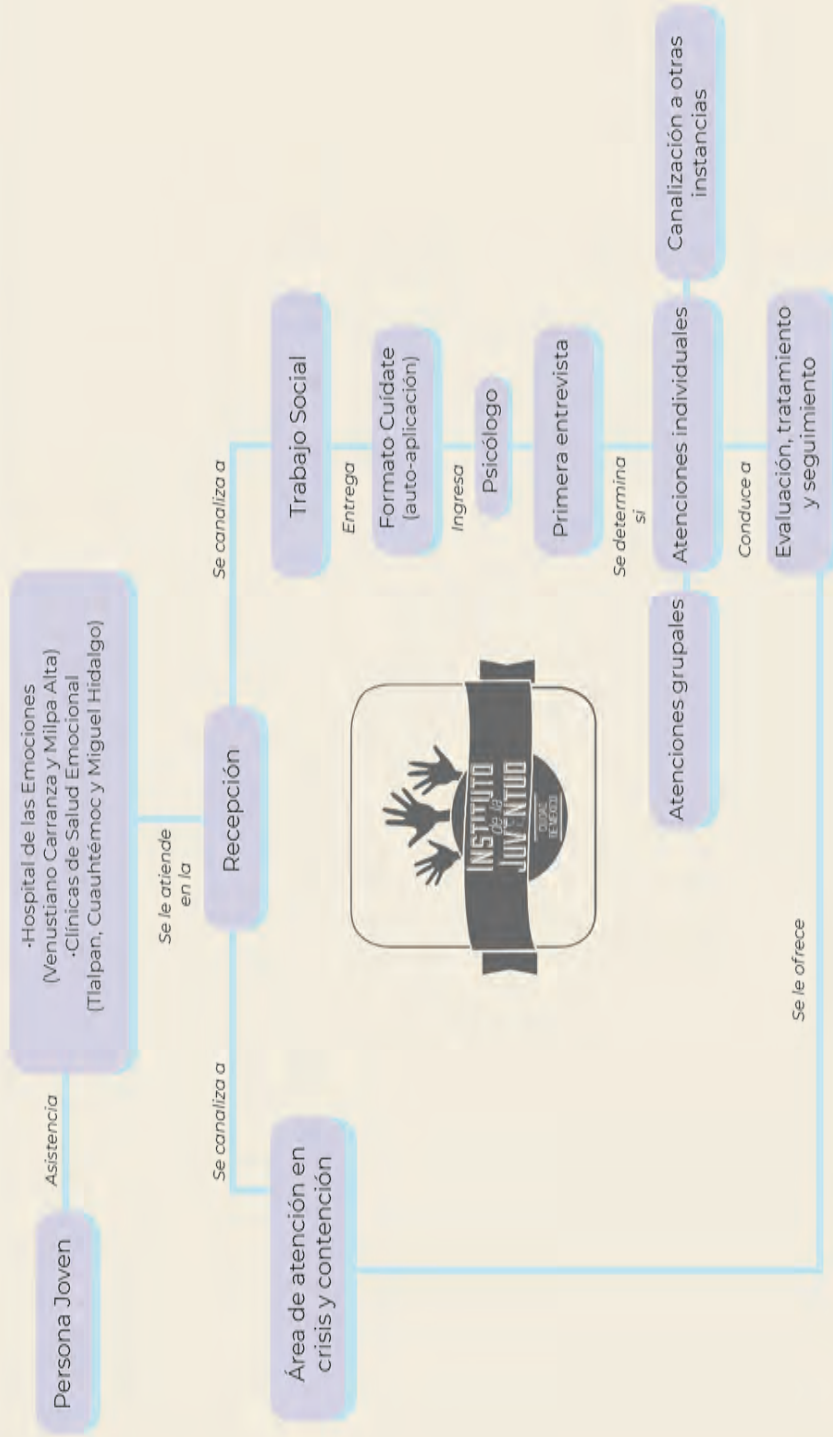 Persona Joven
Asistencia
•Hospital de las Emociones
(Venustiano Carranza y Milpa Alta)
•Clínicas de Salud Emocional
(Tlalpan, Cuauhtémoc y Miguel Hidalgo)
Se le atiende
en la
Recepción
Se canaliza a
Se canaliza a
Área de atención en
crisis y contención
Trabajo Social
Entrega
Formato Cuídate
(auto-aplicación)
Ingresa
Psicólogo
Primera entrevista
Se determina
si
Atenciones grupales
Atenciones individuales
Canalización a otras
instancias
Conduce a
Se le ofrece
Evaluación, tratamiento
y seguimiento
INSTITUTO
de la
JUVENTUD
CIUDAD
DE MÉXICO